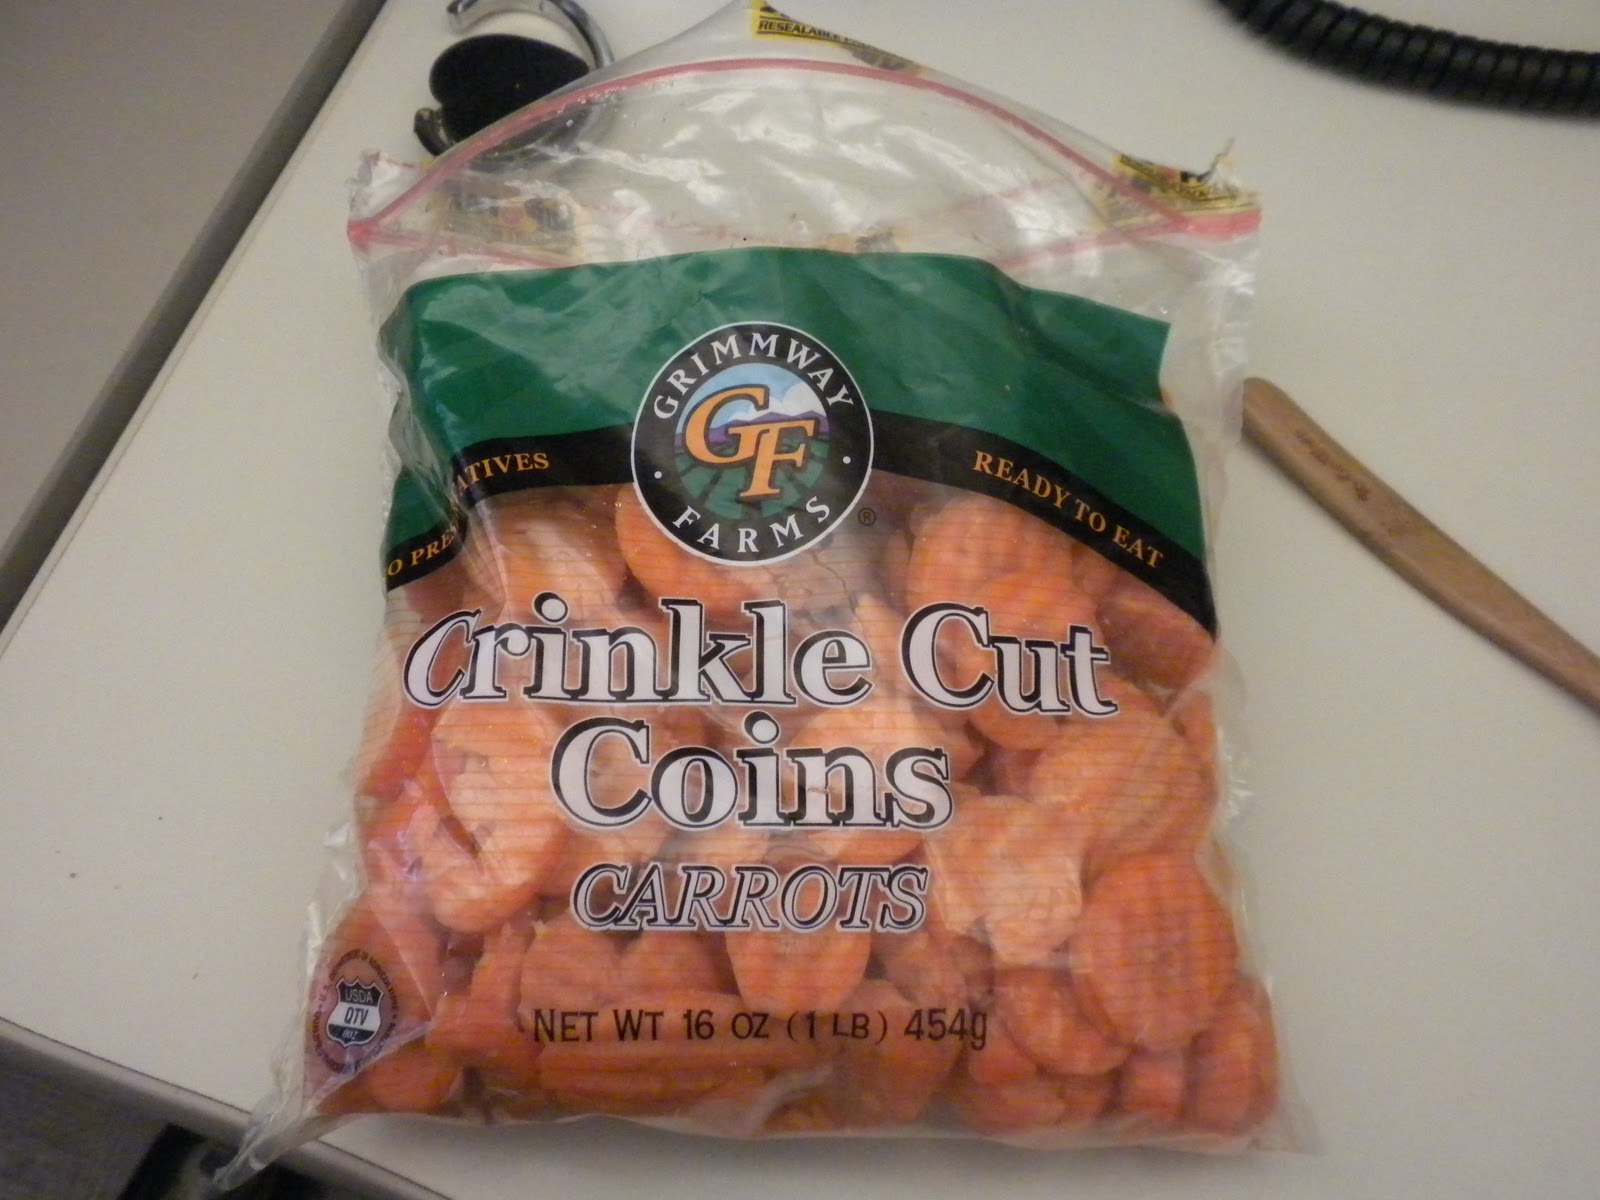 RESEALABLE
GRIMMWAY
GF
FARMS
®
O PRE ATIVES
READY TO EAT
Crinkle Cut
Coins
CARROTS
USDA
QTV
NET WT 16 OZ (1 LB) 454g